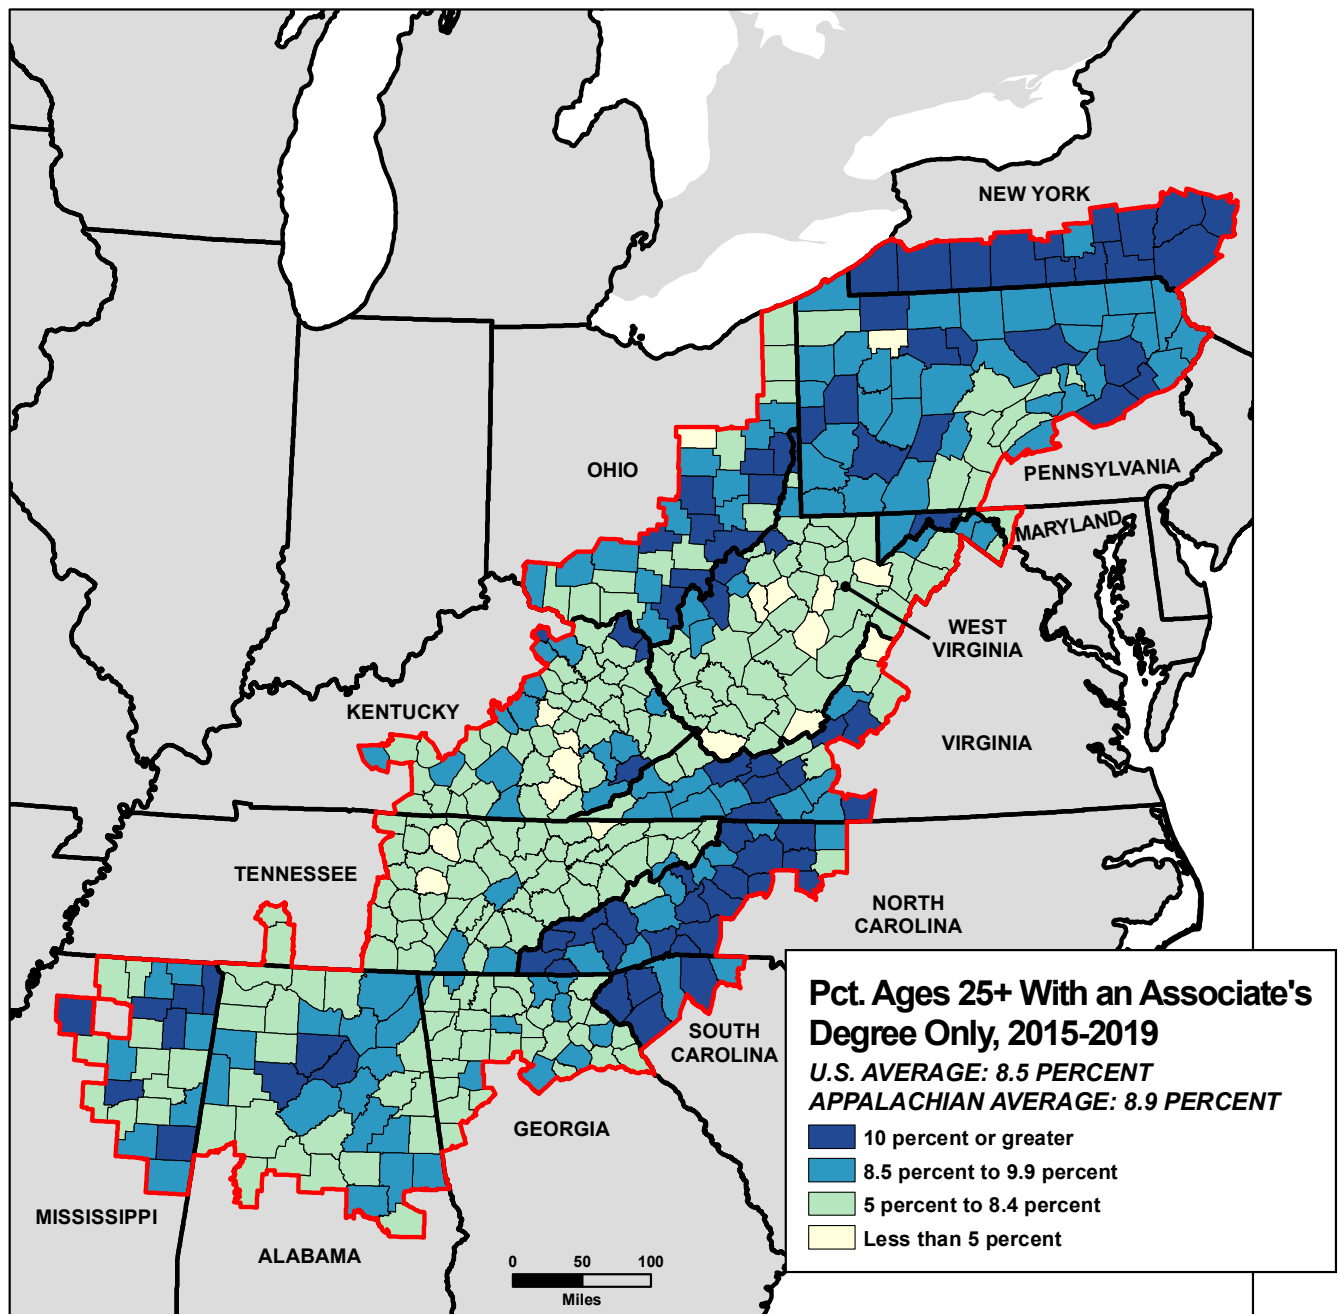 NEW YORK
OHIO
PENNSYLVANIA
MARYLAND
WEST
VIRGINIA
KENTUCKY
VIRGINIA
TENNESSEE
NORTH
CAROLINA
SOUTH
CAROLINA
GEORGIA
MISSISSIPPI
ALABAMA
0 50 100
Miles
Pct. Ages 25+ With an Associate's
Degree Only, 2015-2019
U.S. AVERAGE: 8.5 PERCENT
APPALACHIAN AVERAGE: 8.9 PERCENT
10 percent or greater
8.5 percent to 9.9 percent
5 percent to 8.4 percent
Less than 5 percent